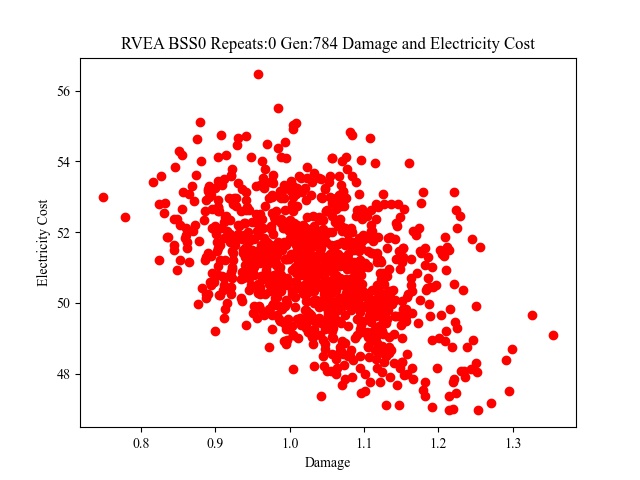 RVEA BSS0 Repeats:0 Gen:784 Damage and Electricity Cost
56
54
52
50
48
Electricity Cost
0.8 0.9 1.0 1.1 1.2 1.3
Damage